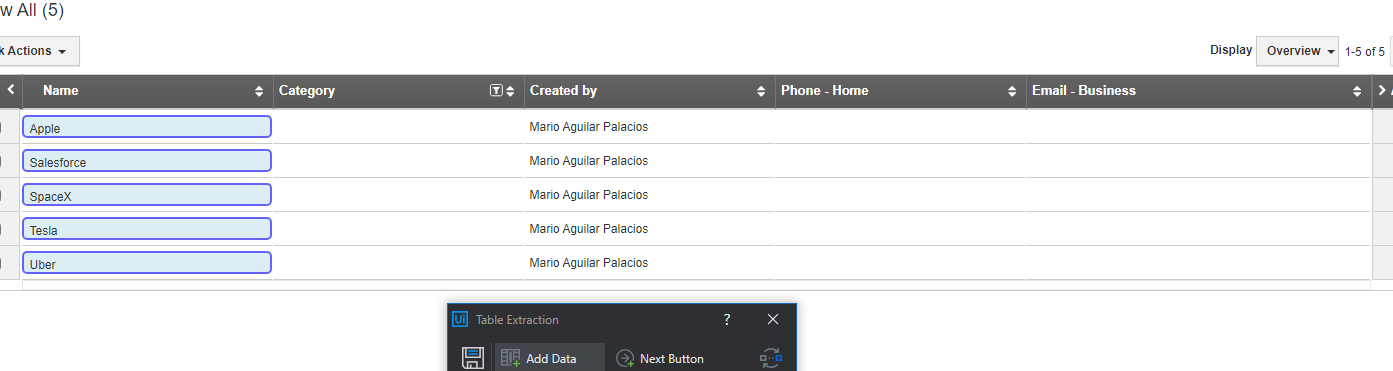 w All (5)
k Actions
Display Overview 1-5 of 5
Name Category Created by Phone - Home Email - Business
Apple Mario Aguilar Palacios
Salesforce Mario Aguilar Palacios
SpaceX Mario Aguilar Palacios
Tesla Mario Aguilar Palacios
Uber Mario Aguilar Palacios
Ui Table Extraction ?
Add Data Next Button